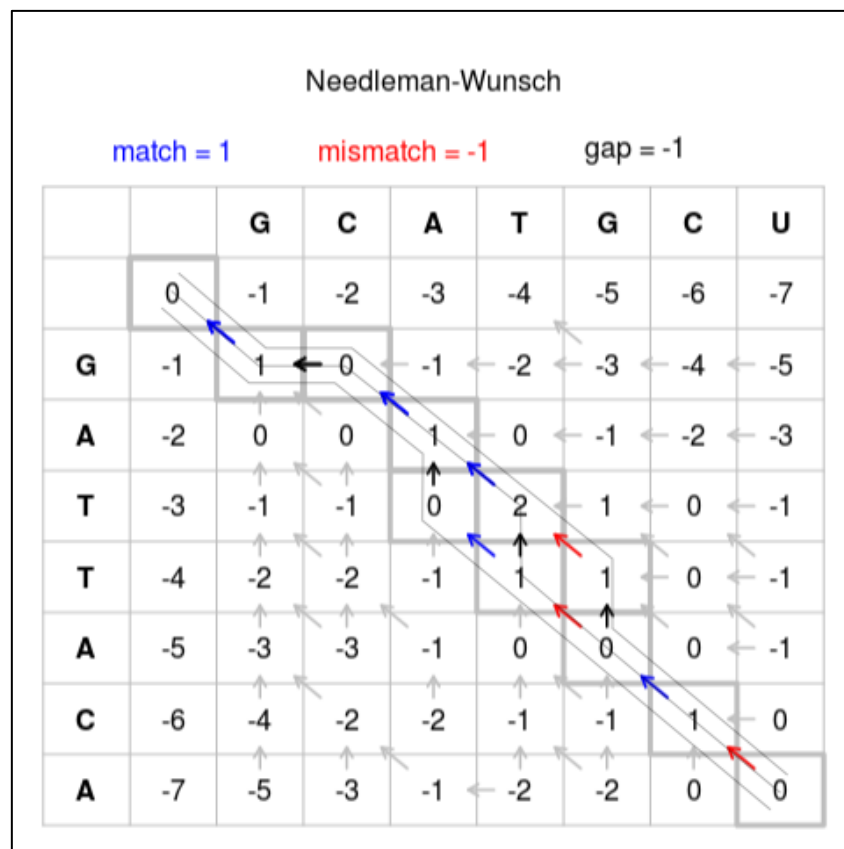 Needleman-Wunsch
match = 1 mismatch = -1 gap = -1
G C A T G C U
0 -1 -2 -3 -4 -5 -6 -7
G -1 1 0 -1 -2 -3 -4 -5
A -2 0 0 1 0 -1 -2 -3
T -3 -1 -1 0 2 1 0 -1
T -4 -2 -2 -1 1 1 0 -1
A -5 -3 -3 -1 0 0 0 -1
C -6 -4 -2 -2 -1 -1 1 0
A -7 -5 -3 -1 -2 -2 0 0